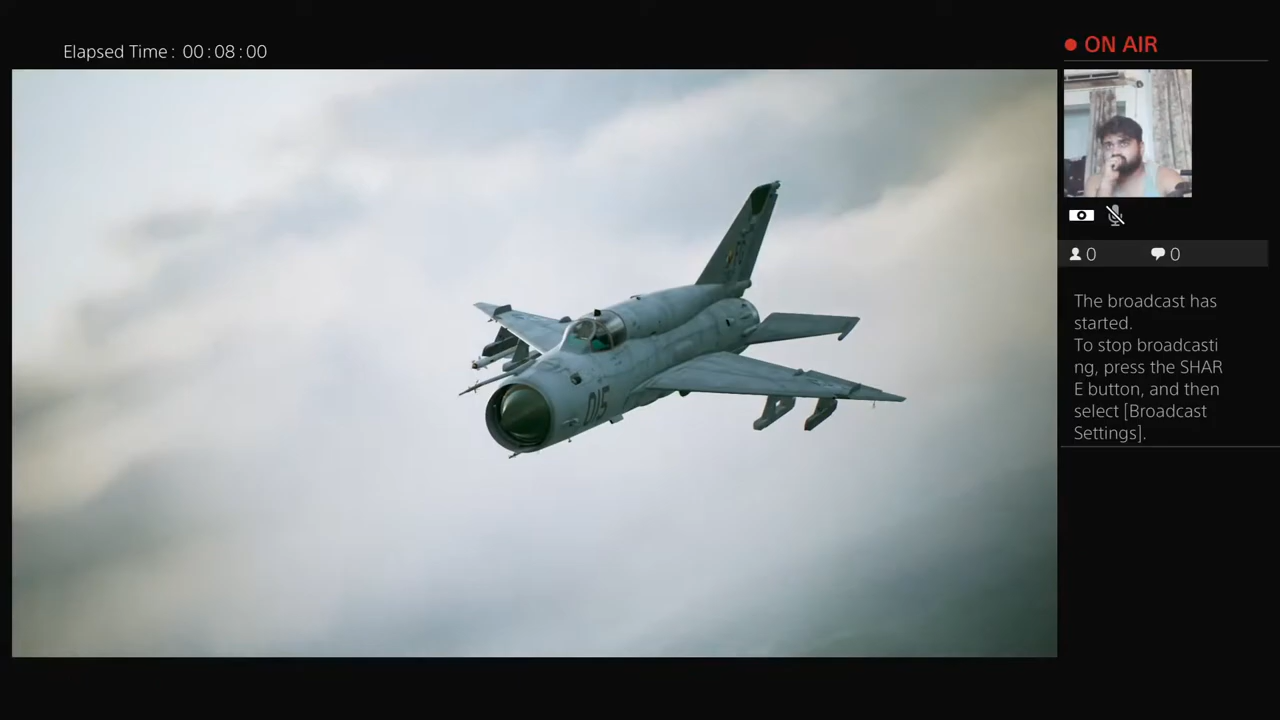 Elapsed Time : 00:08:00
ON AIR
0
0
The broadcast has
started.
To stop broadcasti
ng, press the SHAR
E button, and then
select [Broadcast
Settings].
015